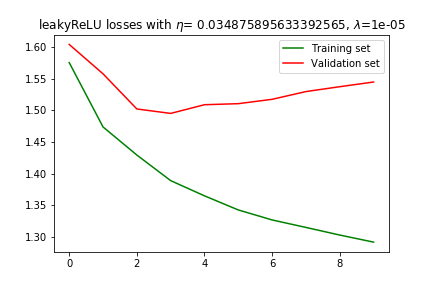 leakyReLU losses with η= 0.034875895633392565, λ=1e-05
Training set
Validation set
1.60
1.55
1.50
1.45
1.40
1.35
1.30
0 2 4 6 8